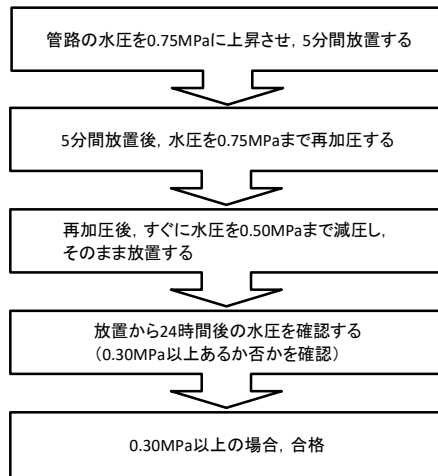 管路の水圧を0.75MPaに上昇させ，5分間放置する
5分間放置後，水圧を0.75MPaまで再加圧する
再加圧後，すぐに水圧を0.50MPaまで減圧し，
そのまま放置する
放置から24時間後の水圧を確認する
（0.30MPa以上あるか否かを確認）
0.30MPa以上の場合，合格